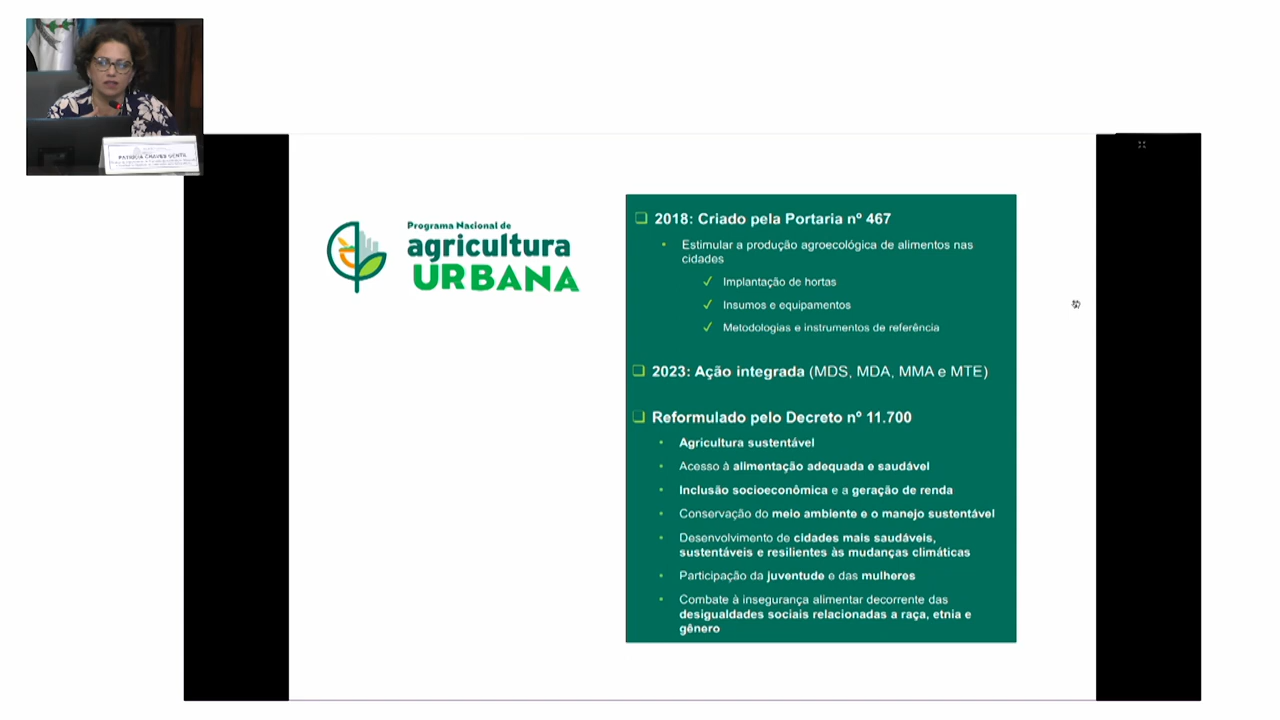 PATRÍCIA CHAVES GENTIL
Programa Nacional de
agricultura
URBANA
2018: Criado pela Portaria nº 467
Estimular a produção agroecológica de alimentos nas
cidades
Implantação de hortas
Insumos e equipamentos
Metodologias e instrumentos de referência
2023: Ação integrada (MDS, MDA, MMA e MTE)
Reformulado pelo Decreto nº 11.700
Agricultura sustentável
Acesso à alimentação adequada e saudável
Inclusão socioeconômica e a geração de renda
Conservação do meio ambiente e o manejo sustentável
Desenvolvimento de cidades mais saudáveis,
sustentáveis e resilientes às mudanças climáticas
Participação da juventude e das mulheres
Combate à insegurança alimentar decorrente das
desigualdades sociais relacionadas a raça, etnia e
gênero